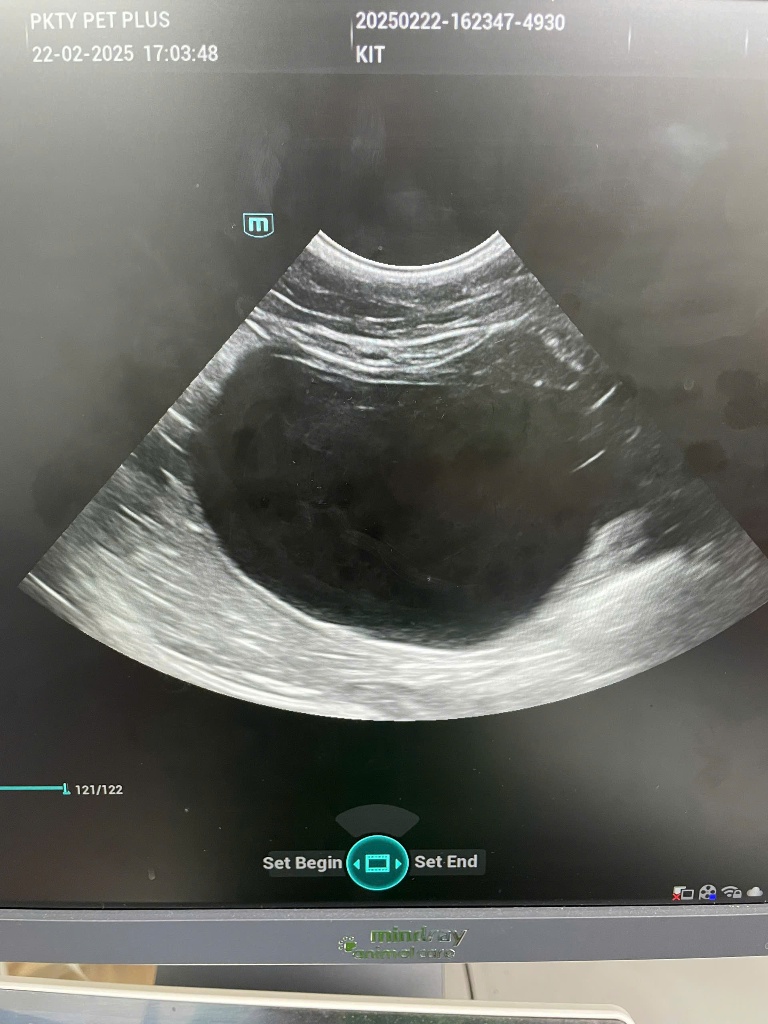 PKTY PET PLUS
20250222-162347-4930
22-02-2025 17:03:48
KIT
m
121/122
Set Begin
Set End
mindray
animal care